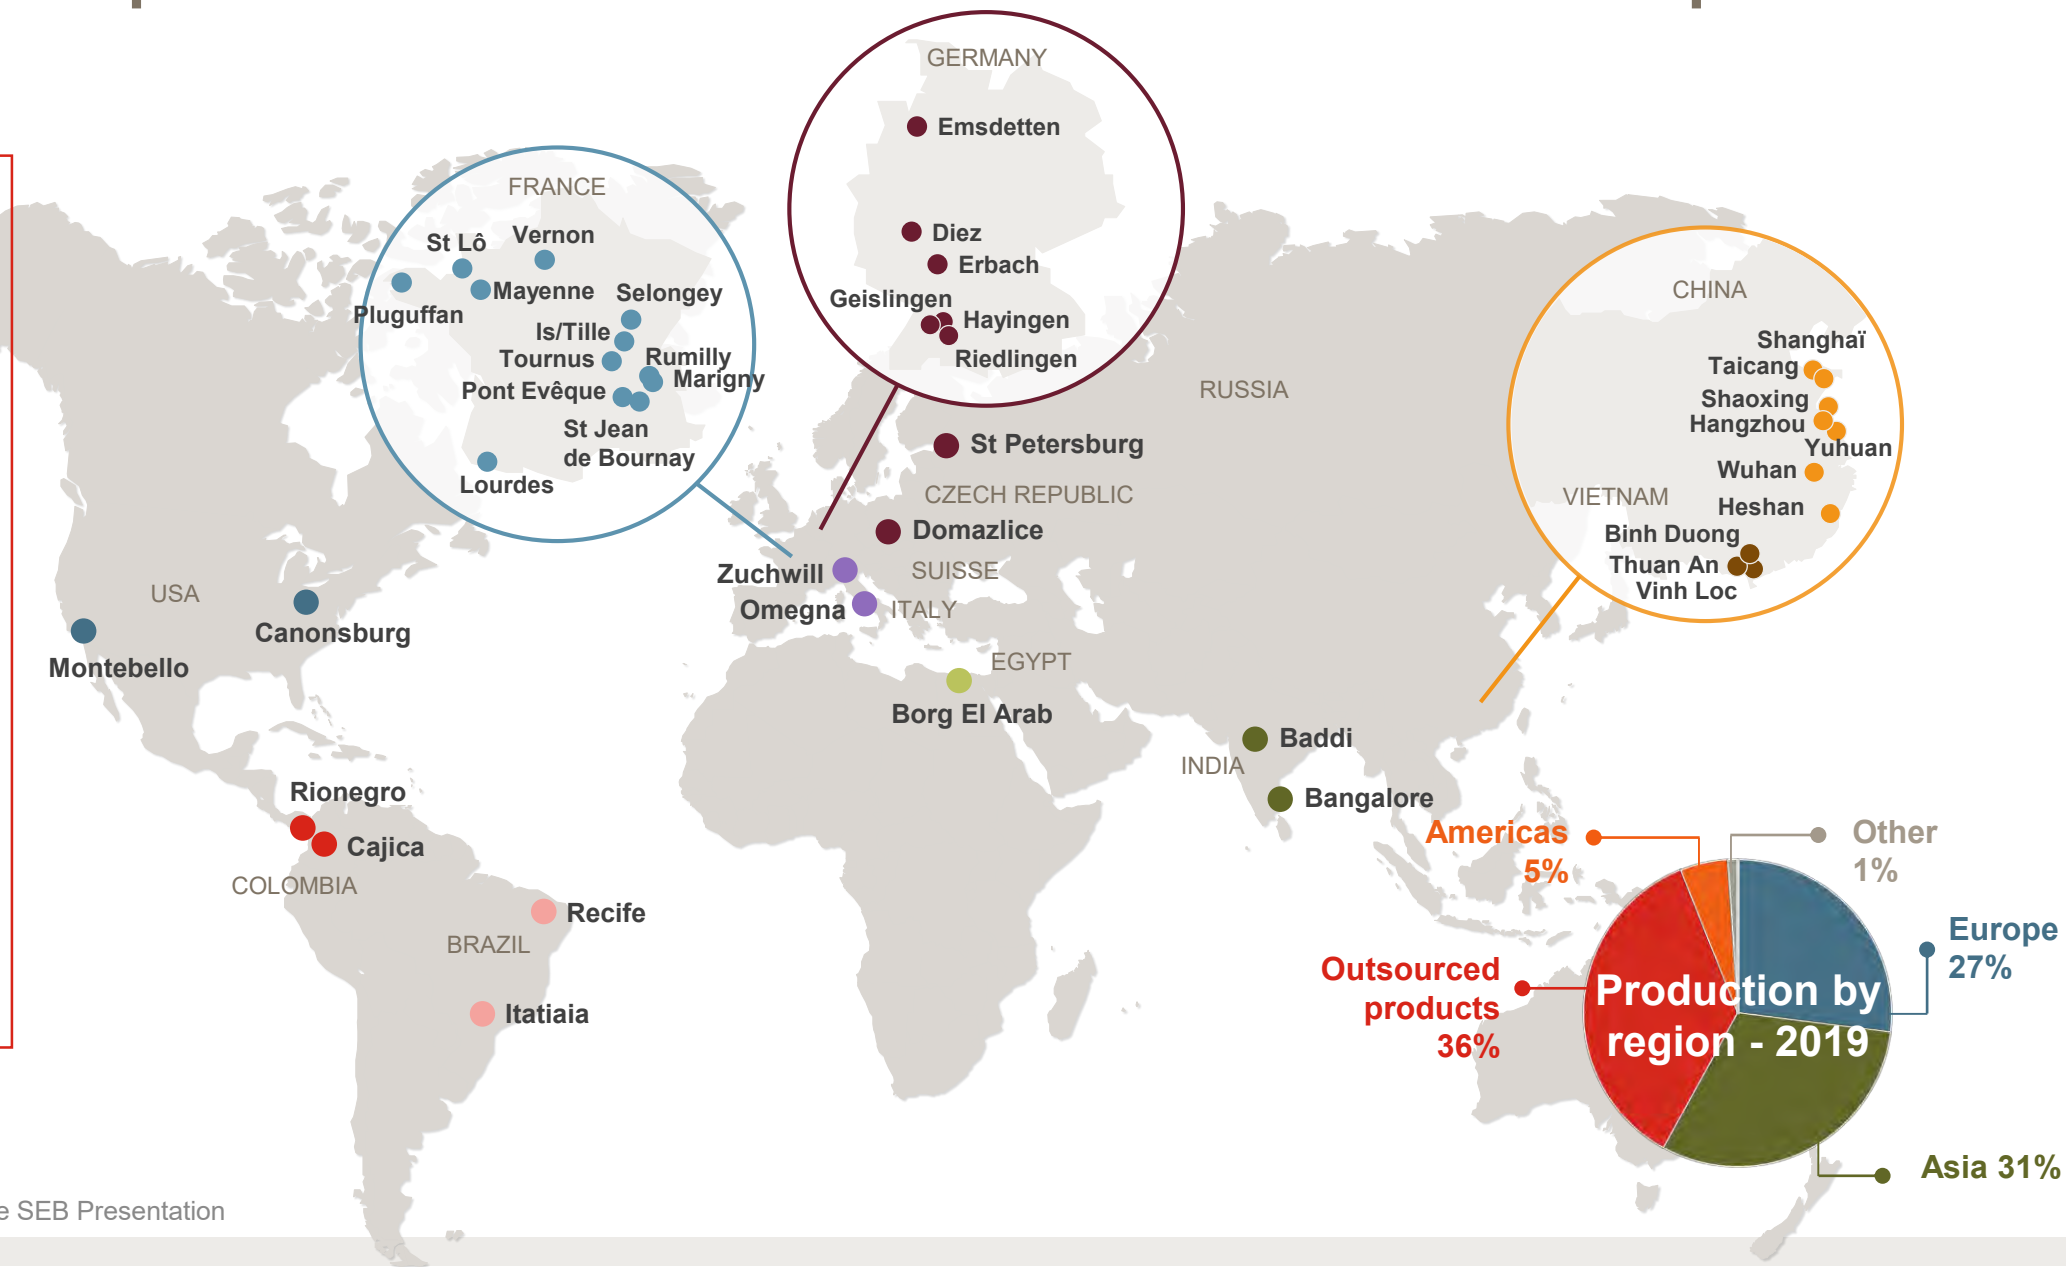 GERMANY
Emsdetten
Diez
Erbach
Geislingen
Hayingen
Riedlingen
FRANCE
St Lô
Vernon
Pluguffan
Mayenne
Selongey
Is/Tille
Tournus
Rumilly
Marigny
Pont Evêque
St Jean
de Bournay
Lourdes
CHINA
Shanghaï
Taicang
Shaoxing
Hangzhou
Yuhuan
Wuhan
Heshan
VIETNAM
Binh Duong
Thuan An
Vinh Loc
RUSSIA
St Petersburg
CZECH REPUBLIC
Domazlice
Zuchwill
SUISSE
Omegna
ITALY
EGYPT
Borg El Arab
USA
Canonsburg
Montebello
INDIA
Baddi
Bangalore
Rionegro
Cajica
COLOMBIA
Recife
BRAZIL
Itatiaia
Americas
5%
Other
1%
Europe
27%
Outsourced
products
36%
Production by
region - 2019
Asia 31%
e SEB Presentation